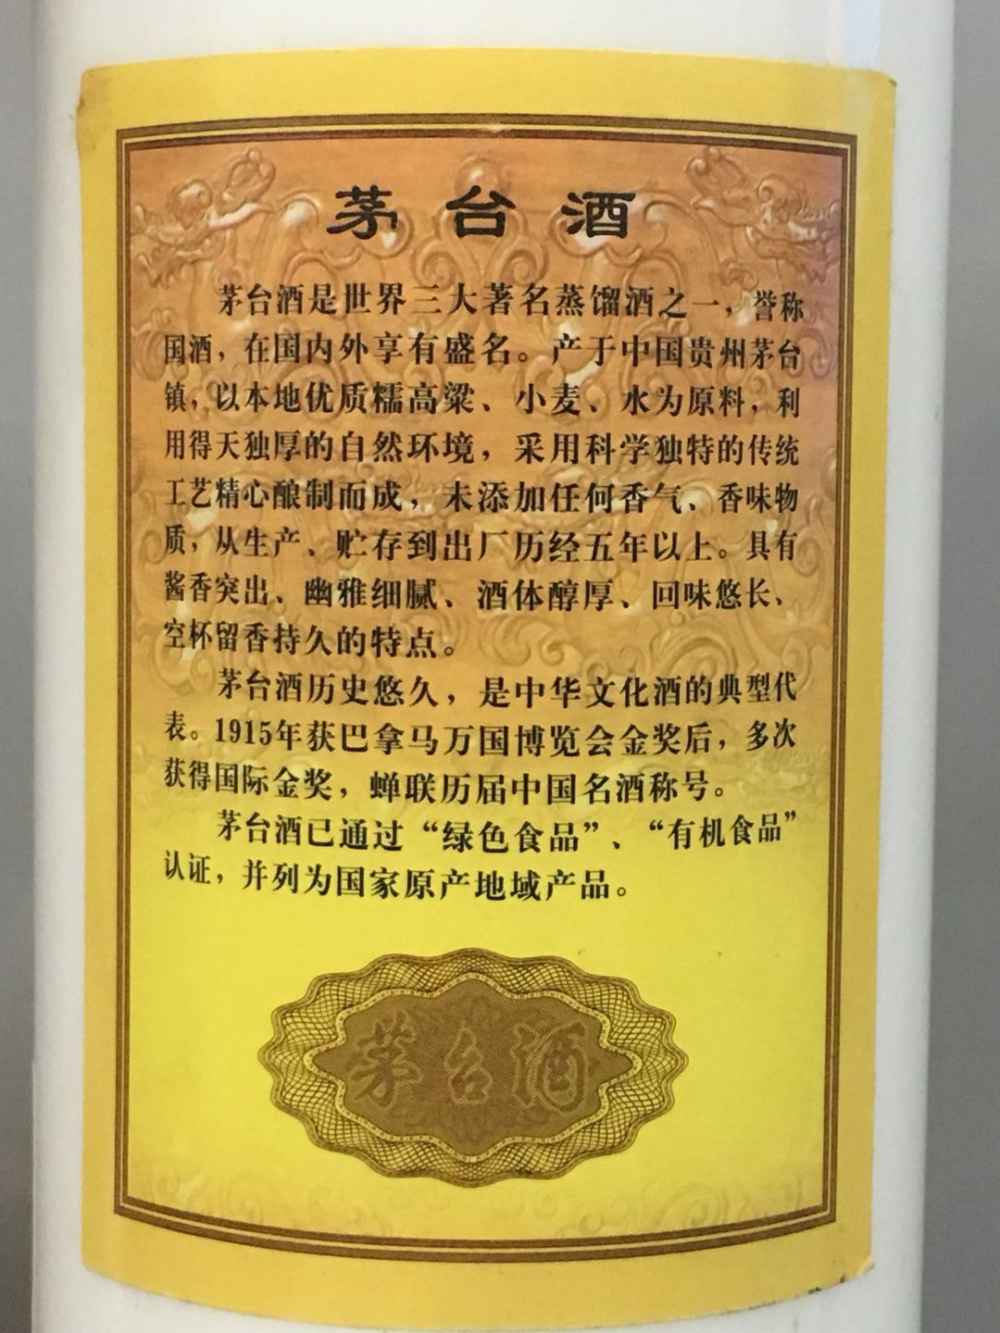 茅台酒
茅台酒是世界三大著名蒸馏酒之一，誉称
国酒，在国内外享有盛名。产于中国贵州茅台
镇，以本地优质糯高粱、小麦、水为原料，利
用得天独厚的自然环境，采用科学独特的传统
工艺精心酿制而成，未添加任何香气、香味物
质，从生产、贮存到出厂历经五年以上。具有
酱香突出、幽雅细腻、酒体醇厚、回味悠长、
空杯留香持久的特点。
茅台酒历史悠久，是中华文化酒的典型代
表。1915年获巴拿马万国博览会金奖后，多次
获得国际金奖，蝉联历届中国名酒称号。
茅台酒已通过“绿色食品”、“有机食品”
认证，并列为国家原产地域产品。
茅台酒